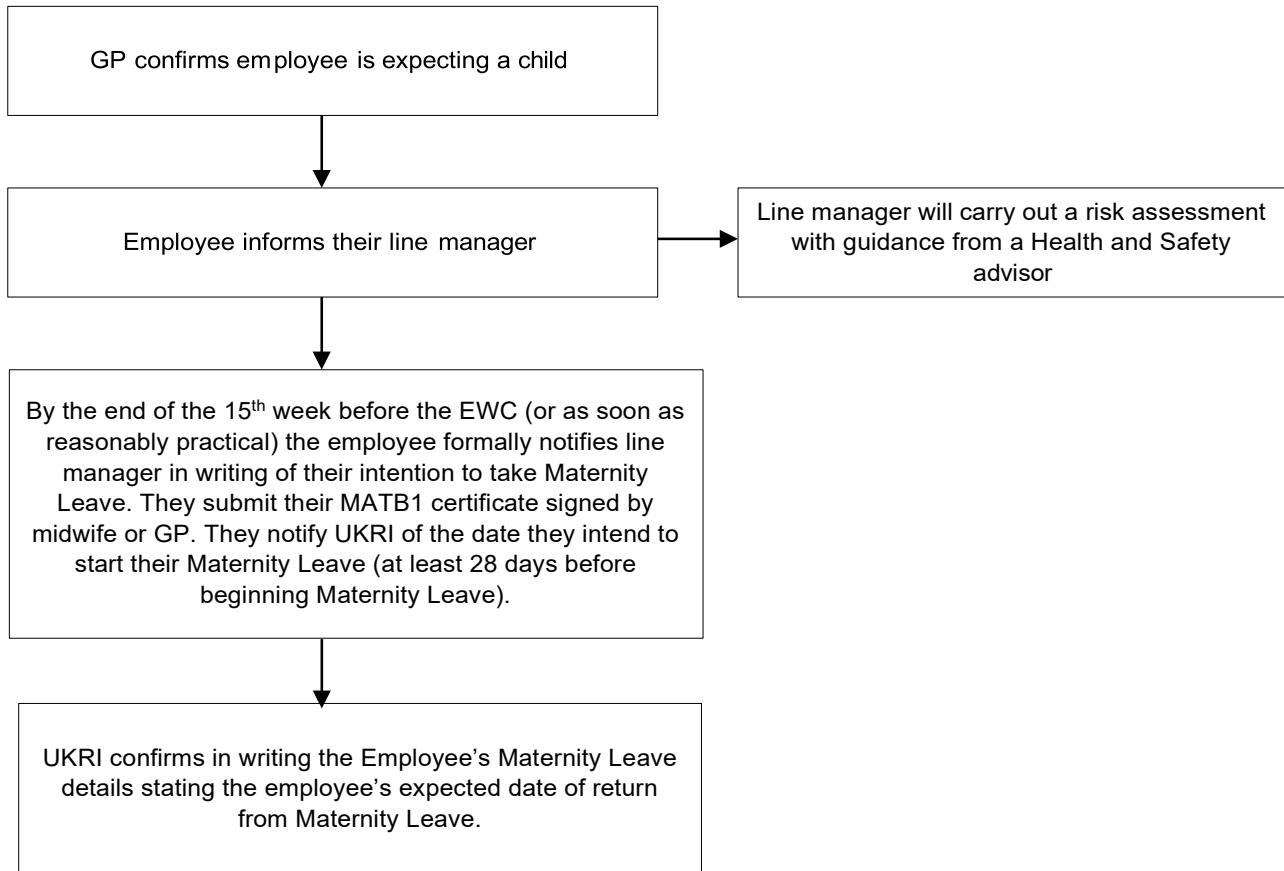 GP confirms employee is expecting a child
Employee informs their line manager
Line manager will carry out a risk assessment
with guidance from a Health and Safety
advisor
By the end of the 15th week before the EWC (or as soon as
reasonably practical) the employee formally notifies line
manager in writing of their intention to take Maternity
Leave. They submit their MATB1 certificate signed by
midwife or GP. They notify UKRI of the date they intend to
start their Maternity Leave (at least 28 days before
beginning Maternity Leave).
UKRI confirms in writing the Employee’s Maternity Leave
details stating the employee’s expected date of return
from Maternity Leave.